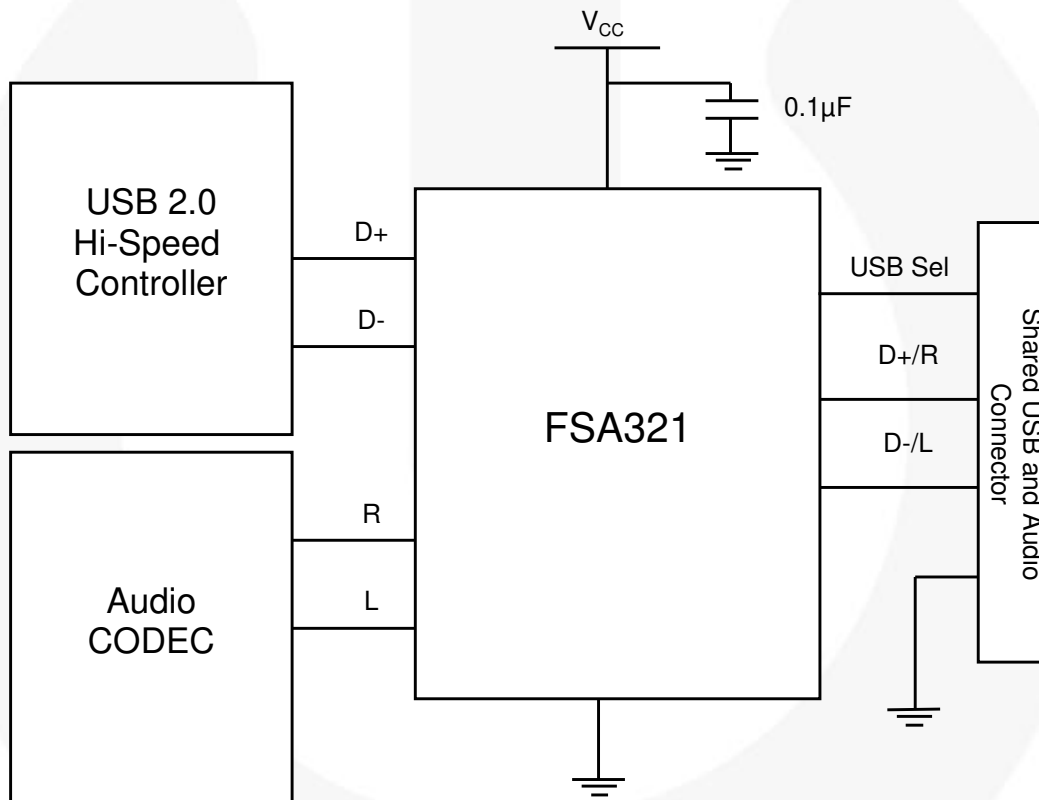 VCC
0.1µF
USB 2.0
Hi-Speed
Controller
D+
D-
USB Sel
D+/R
D-/L
FSA321
Shared USB and Audio
Connector
R
L
Audio
CODEC